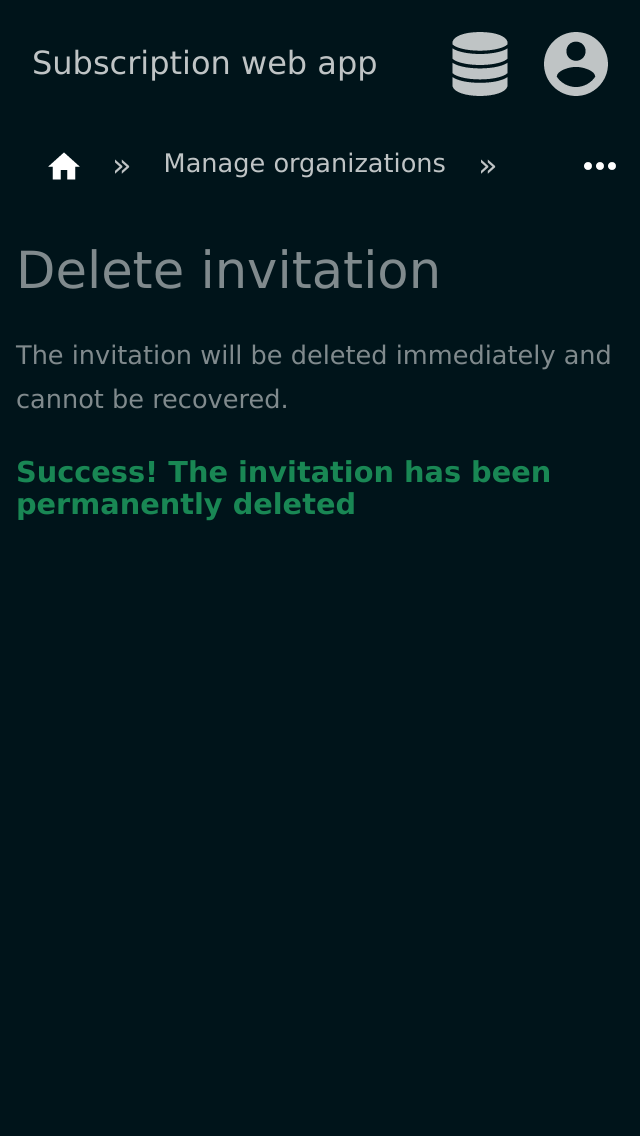 Subscription web app
» Manage organizations »
Delete invitation
The invitation will be deleted immediately and
cannot be recovered.
Success! The invitation has been
permanently deleted